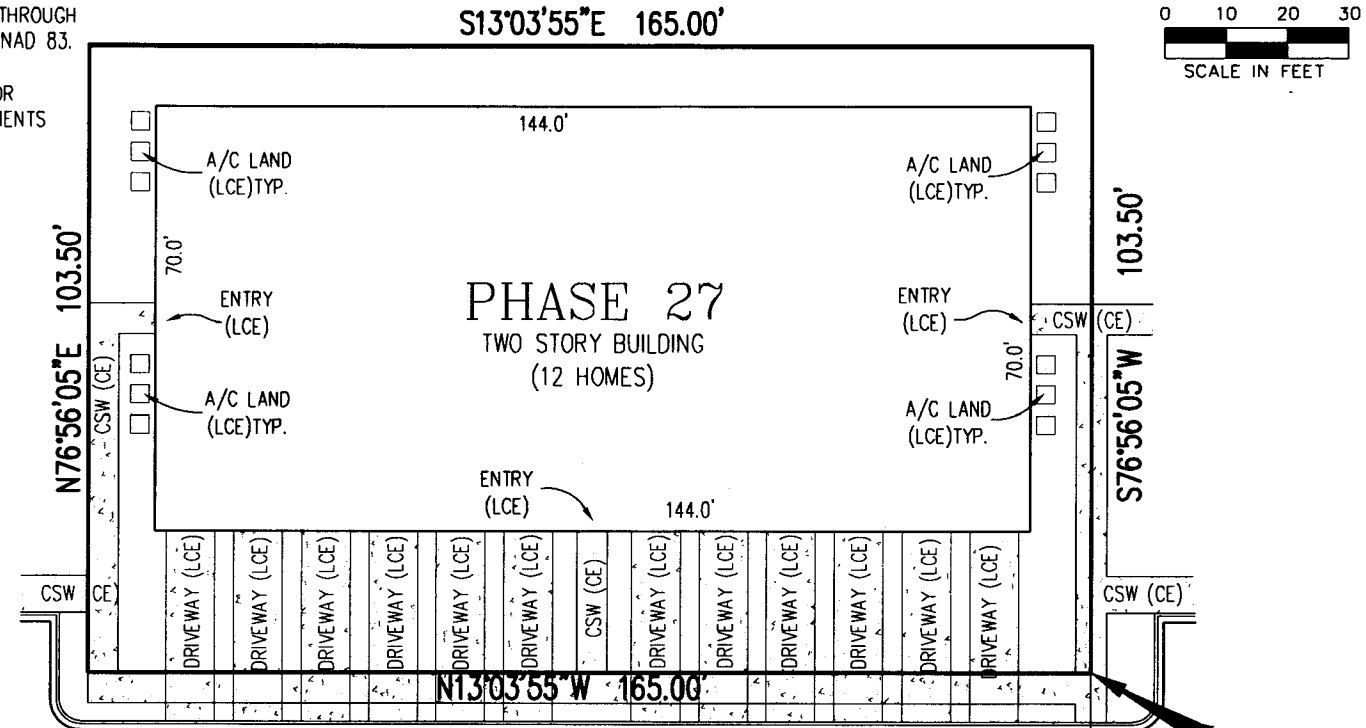 THROUGH
NAD 83.
OR
MENTS
S13°03'55"E 165.00'
0 10 20 30
SCALE IN FEET
144.0'
A/C LAND
(LCE)TYP.
A/C LAND
(LCE)TYP.
N76°56'05"E 103.50'
70.0'
103.50'
S76°56'05"W
PHASE 27
TWO STORY BUILDING
(12 HOMES)
ENTRY
(LCE)
ENTRY
(LCE)
CSW (CE)
70.0'
CSW (CE)
A/C LAND
(LCE)TYP.
A/C LAND
(LCE)TYP.
ENTRY
(LCE)
144.0'
CSW (CE)
DRIVEWAY (LCE)
DRIVEWAY (LCE)
DRIVEWAY (LCE)
DRIVEWAY (LCE)
DRIVEWAY (LCE)
DRIVEWAY (LCE)
CSW (CE)
DRIVEWAY (LCE)
DRIVEWAY (LCE)
DRIVEWAY (LCE)
DRIVEWAY (LCE)
DRIVEWAY (LCE)
DRIVEWAY (LCE)
CSW (CE)
N13°03'55"W 165.00'